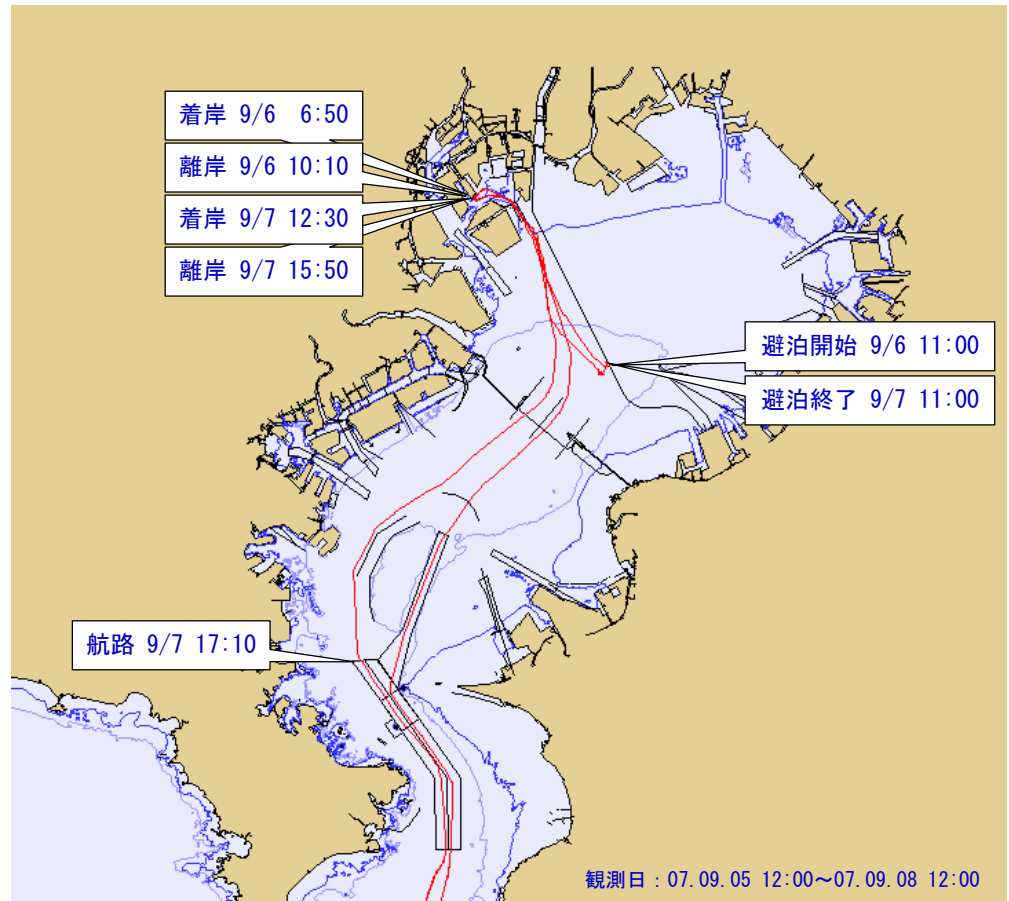 着岸 9/6 6:50
離岸 9/6 10:10
着岸 9/7 12:30
離岸 9/7 15:50
避泊開始 9/6 11:00
避泊終了 9/7 11:00
航路 9/7 17:10
観測日：07.09.05 12:00～07.09.08 12:00